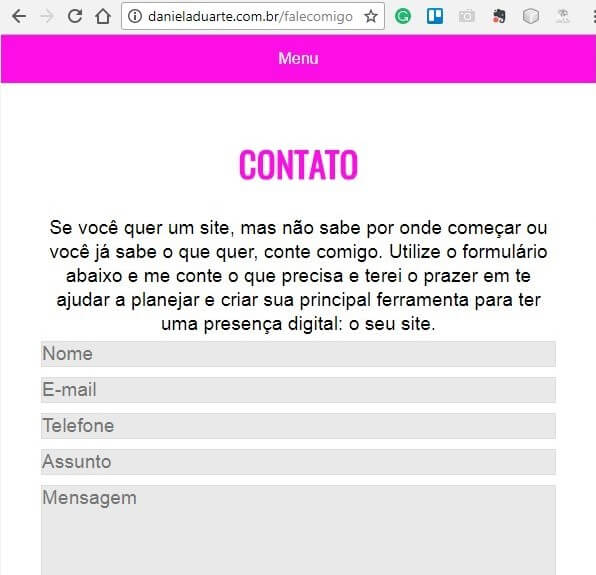 danieladuarte.com.br/falecomigo
Menu
CONTATO
Se você quer um site, mas não sabe por onde começar ou
você já sabe o que quer, conte comigo. Utilize o formulário
abaixo e me conte o que precisa e terei o prazer em te
ajudar a planejar e criar sua principal ferramenta para ter
uma presença digital: o seu site.
Nome
E-mail
Telefone
Assunto
Mensagem